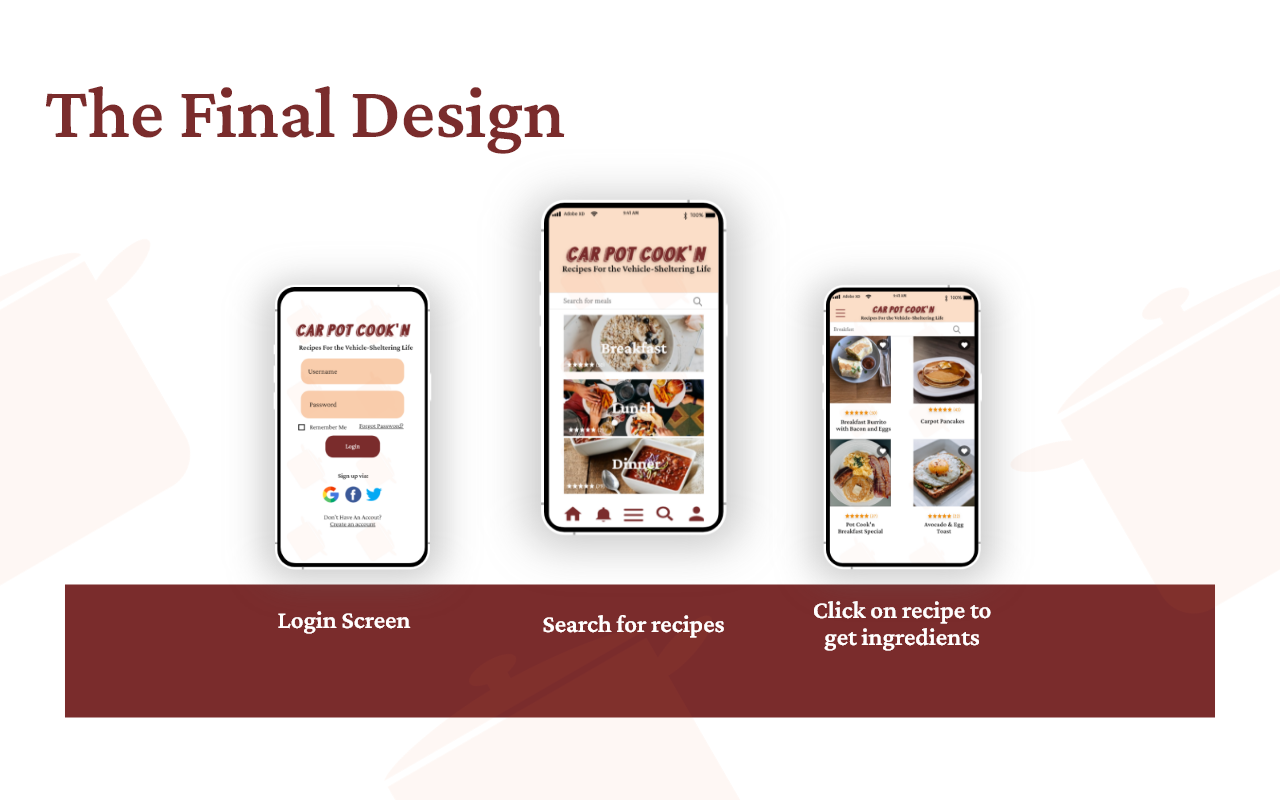 The Final Design
CAR POT COOK'N
Recipes For the Vehicle-Sheltering Life
Username
Password
Remember Me Forgot Password?
Login
Sign up via:
Don't Have An Accout?
Create an account
Adobe XD 9:41 AM 100%
CAR POT COOK'N
Recipes For the Vehicle-Sheltering Life
Search for meals
Breakfast
Lunch
Dinner
Adobe XD 9:41 AM 100%
CAR POT COOK'N
Recipes For the Vehicle-Sheltering Life
Breakfast
Breakfast Burrito
with Bacon and Eggs
Carpot Pancakes
Pot Cook'n
Breakfast Special
Avocado & Egg
Toast
Login Screen
Search for recipes
Click on recipe to
get ingredients